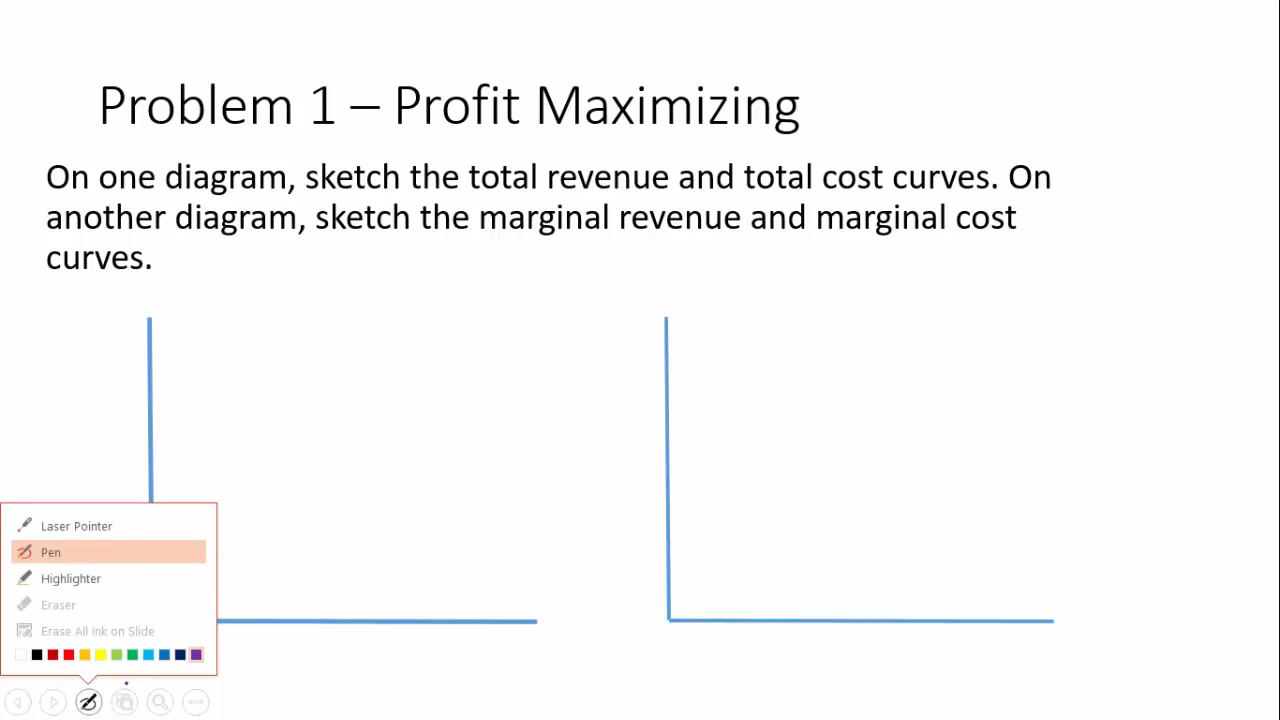 Problem 1 – Profit Maximizing
On one diagram, sketch the total revenue and total cost curves. On
another diagram, sketch the marginal revenue and marginal cost
curves.
Laser Pointer
Pen
Highlighter
Eraser
Erase All Ink on Slide